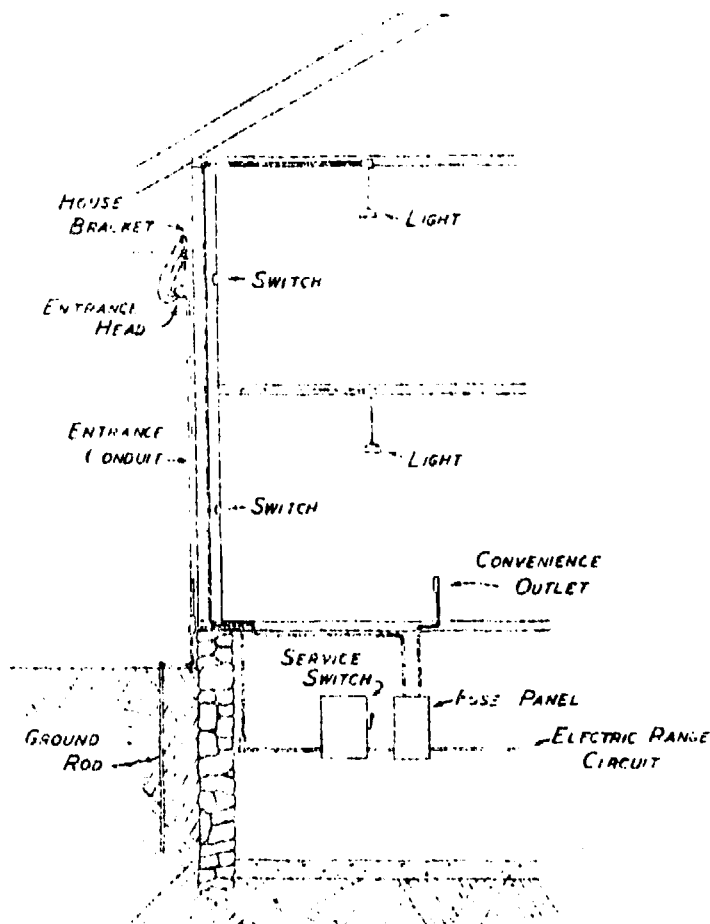 HOUSE
BRACKET
LIGHT
SWITCH
ENTRANCE
HEAD
ENTRANCE
CONDUIT
LIGHT
SWITCH
CONVENIENCE
OUTLET
SERVICE
SWITCH
FUSE PANEL
GROUND
ROD
ELECTRIC RANGE
CIRCUIT